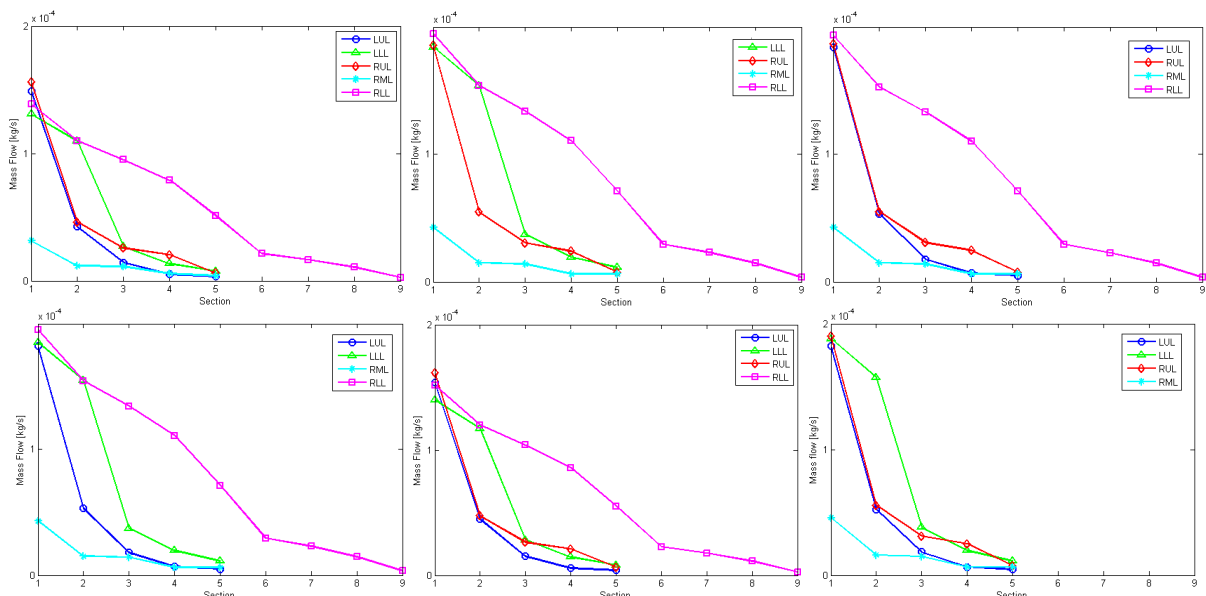 x 10⁻⁴
2
1
0
Mass Flow [kg/s]
LUL
LLL
RUL
RML
RLL
1 2 3 4 5 6 7 8 9
Section
x 10⁻⁴
1
0
Mass Flow [kg/s]
LLL
RUL
RML
RLL
1 2 3 4 5 6 7 8 9
Section
x 10⁻⁴
1
0
Mass Flow [kg/s]
LUL
RUL
RML
RLL
1 2 3 4 5 6 7 8 9
Section
x 10⁻⁴
1
0
Mass Flow [kg/s]
LUL
LLL
RML
RLL
1 2 3 4 5 6 7 8 9
Section
x 10⁻⁴
2
1
0
Mass Flow [kg/s]
LUL
LLL
RUL
RLL
1 2 3 4 5 6 7 8 9
Section
x 10⁻⁴
2
1
0
Mass flow [kg/s]
LUL
LLL
RUL
RML
1 2 3 4 5 6 7 8 9
Section